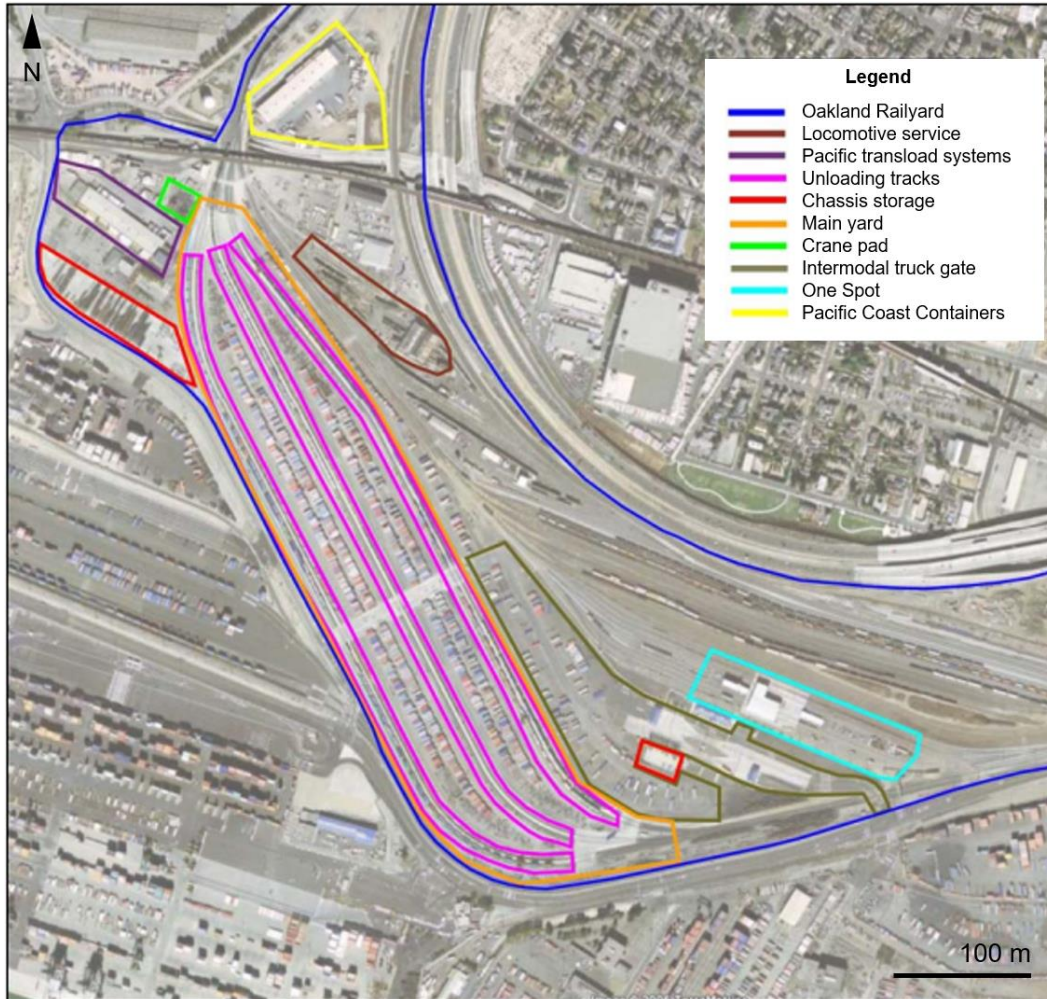 N
Legend
Oakland Railyard
Locomotive service
Pacific transload systems
Unloading tracks
Chassis storage
Main yard
Crane pad
Intermodal truck gate
One Spot
Pacific Coast Containers
100 m